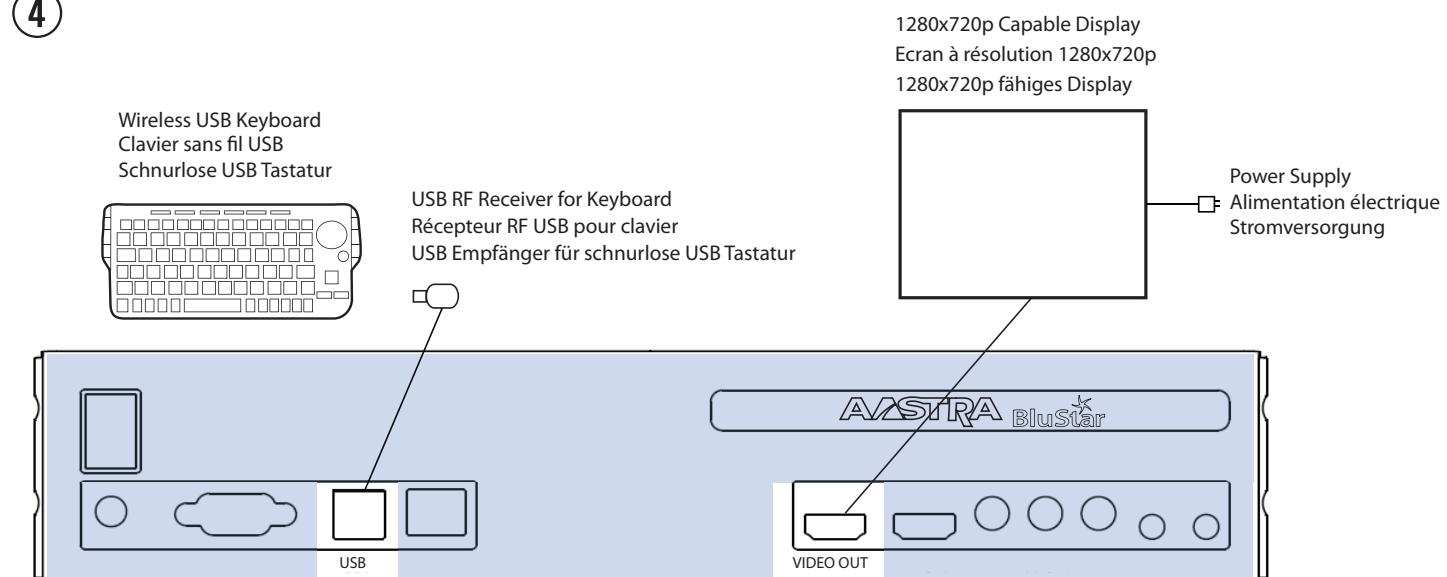 4
1280x720p Capable Display
Ecran à résolution 1280x720p
1280x720p fähiges Display
Wireless USB Keyboard
Clavier sans fil USB
Schnurlose USB Tastatur
USB RF Receiver for Keyboard
Récepteur RF USB pour clavier
USB Empfänger für schnurlose USB Tastatur
Power Supply
Alimentation électrique
Stromversorgung
AASTRA BluStar
USB
VIDEO OUT